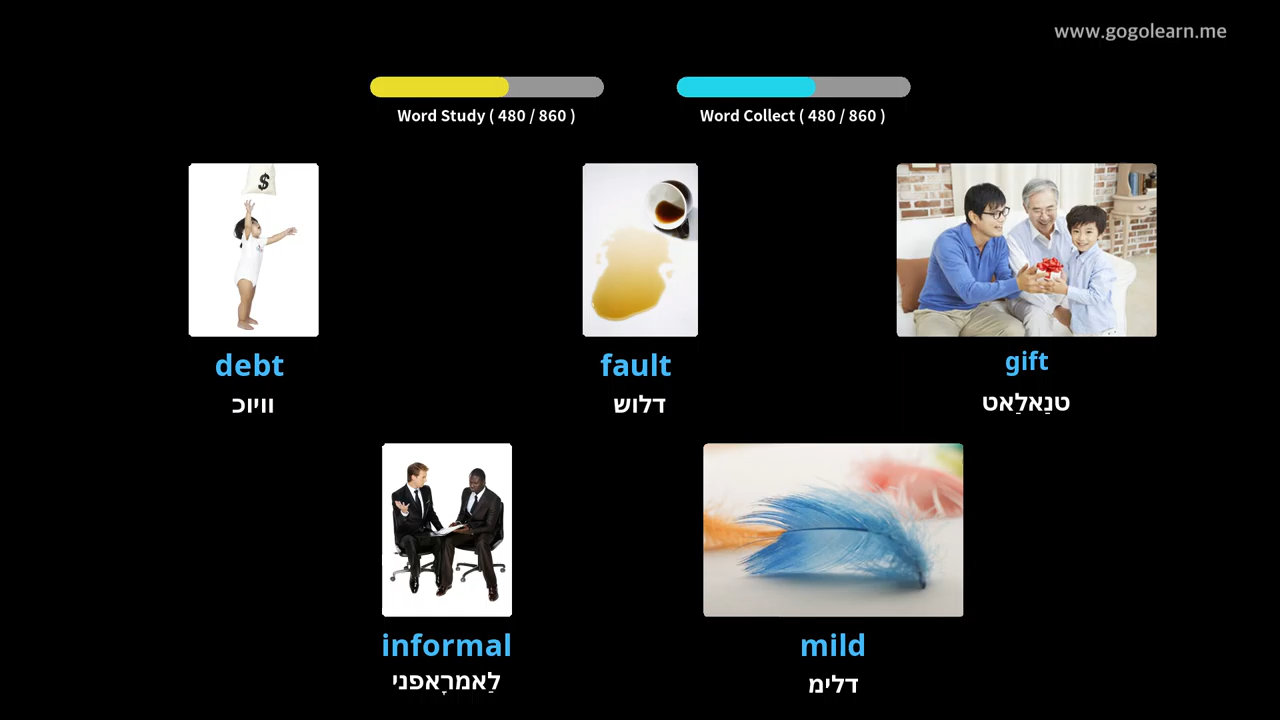 www.gogolearn.me
Word Study ( 480 / 860 )
Word Collect ( 480 / 860 )
debt
fault
gift
וויוכ
דלוש
טנַאלַאט
informal
mild
לַאמרָאפני
דלימ